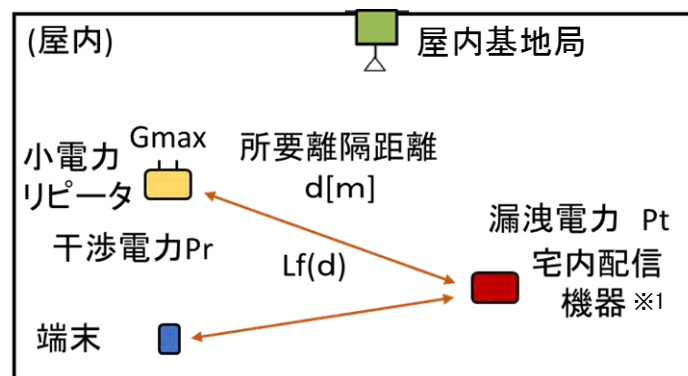 (屋内)
屋内基地局
Gmax
小電力
リピータ
所要離隔距離
d[m]
干渉電力Pr
Lf(d)
漏洩電力 Pt
宅内配信
機器※1
端末